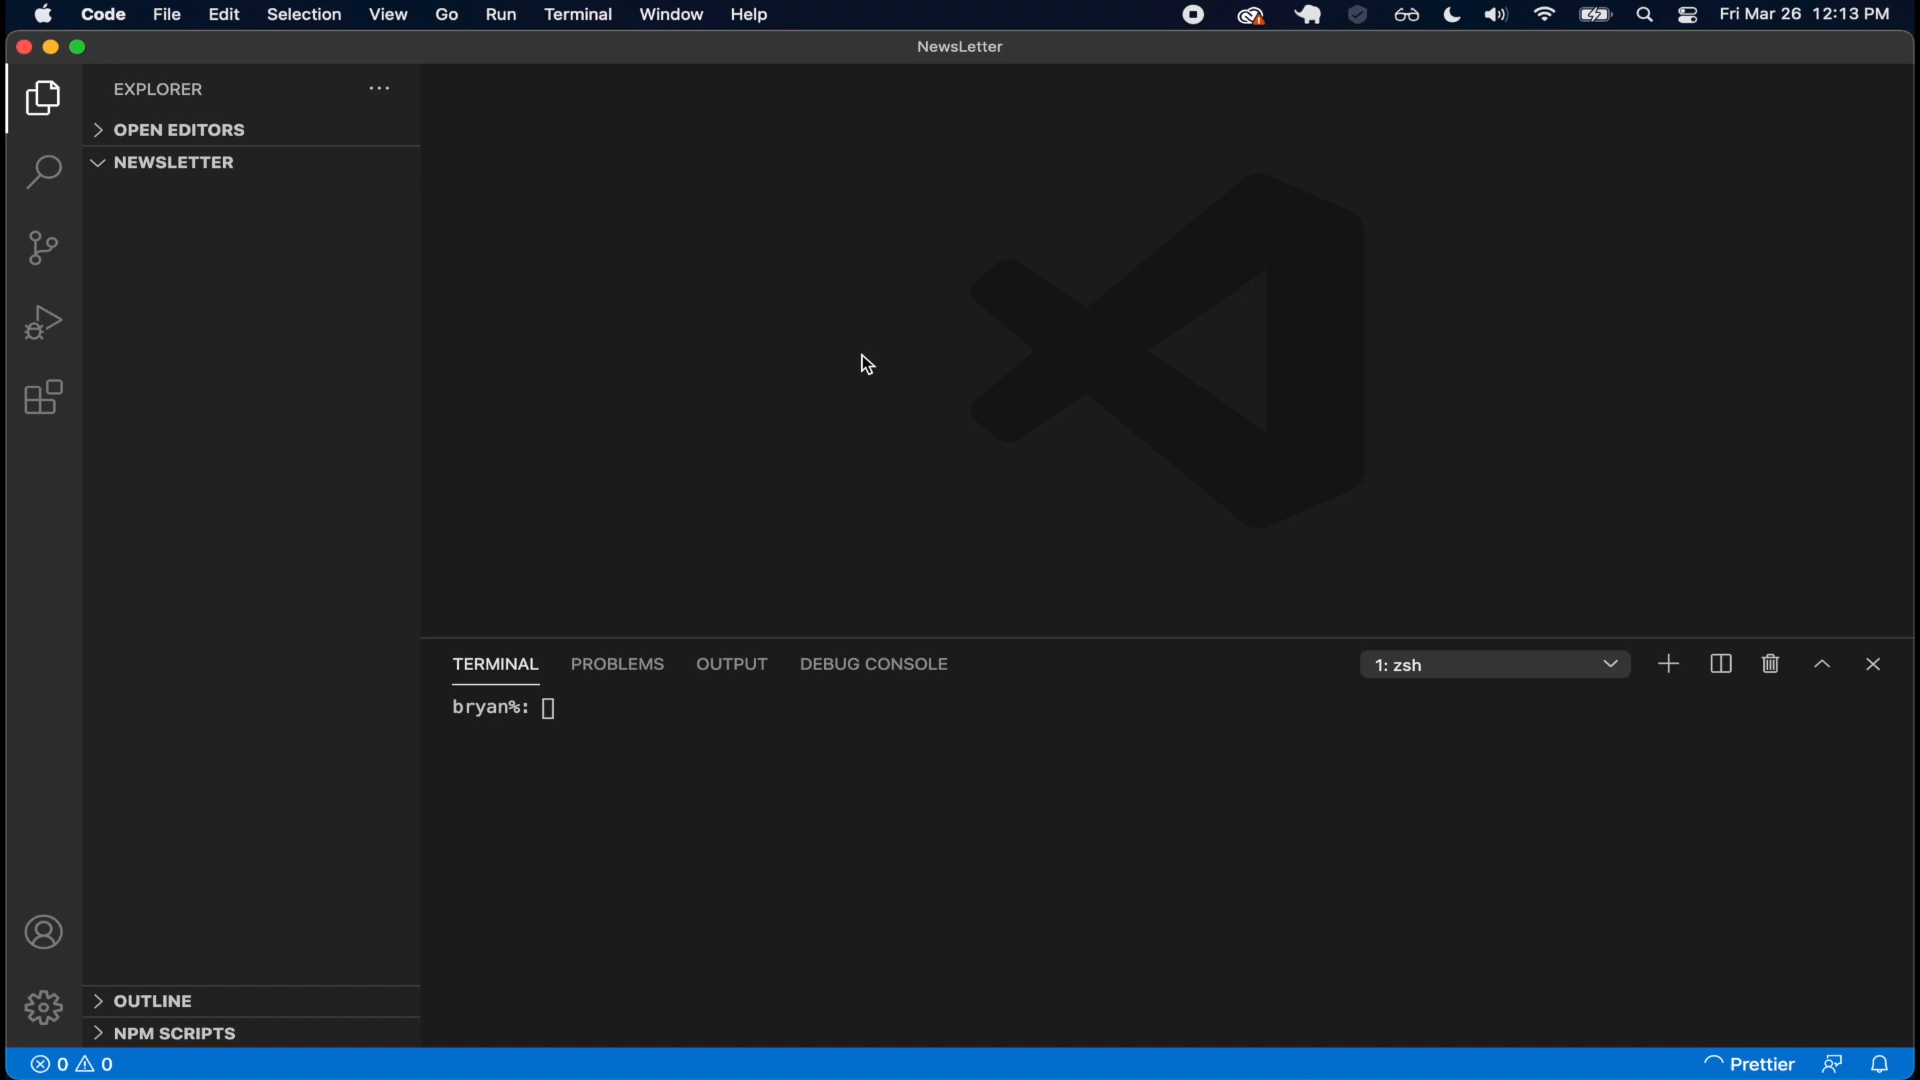 Code File Edit Selection View Go Run Terminal Window Help Fri Mar 26 12:13 PM
NewsLetter
EXPLORER
OPEN EDITORS
NEWSLETTER
TERMINAL PROBLEMS OUTPUT DEBUG CONSOLE 1: zsh
bryan%:
OUTLINE
NPM SCRIPTS
0 0 Prettier